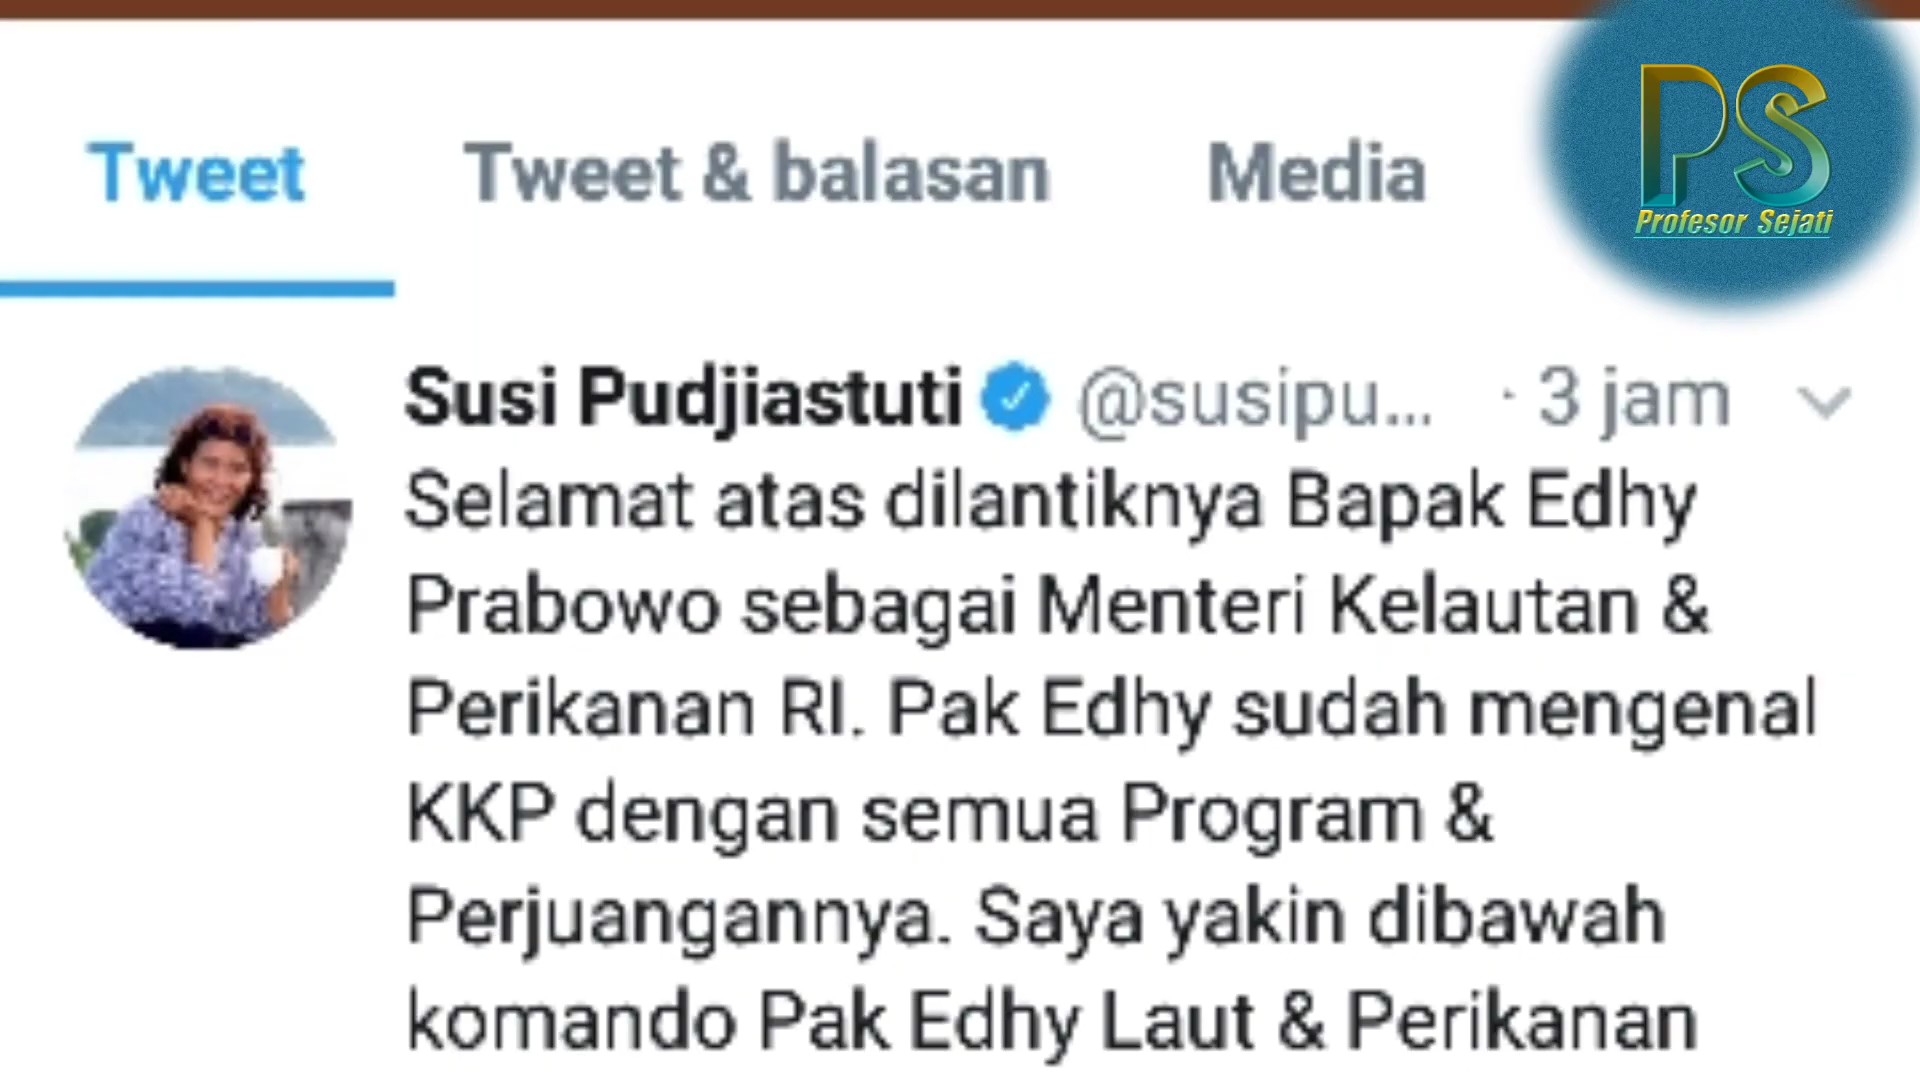 Tweet Tweet & balasan Media
PS
Profesor Sejati
Susi Pudjiastuti @susipu... · 3 jam
Selamat atas dilantiknya Bapak Edhy
Prabowo sebagai Menteri Kelautan &
Perikanan RI. Pak Edhy sudah mengenal
KKP dengan semua Program &
Perjuangannya. Saya yakin dibawah
komando Pak Edhy Laut & Perikanan